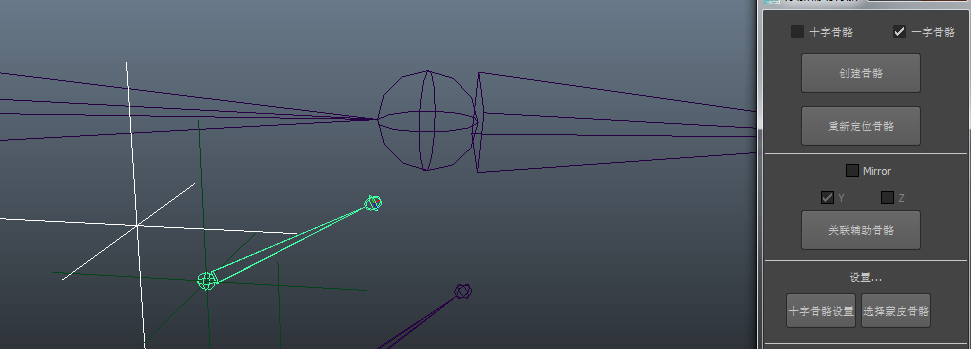 十字骨骼 一字骨骼
创建骨骼
重新定位骨骼
Mirror
Y Z
关联辅助骨骼
设置...
十字骨骼设置 选择蒙皮骨骼